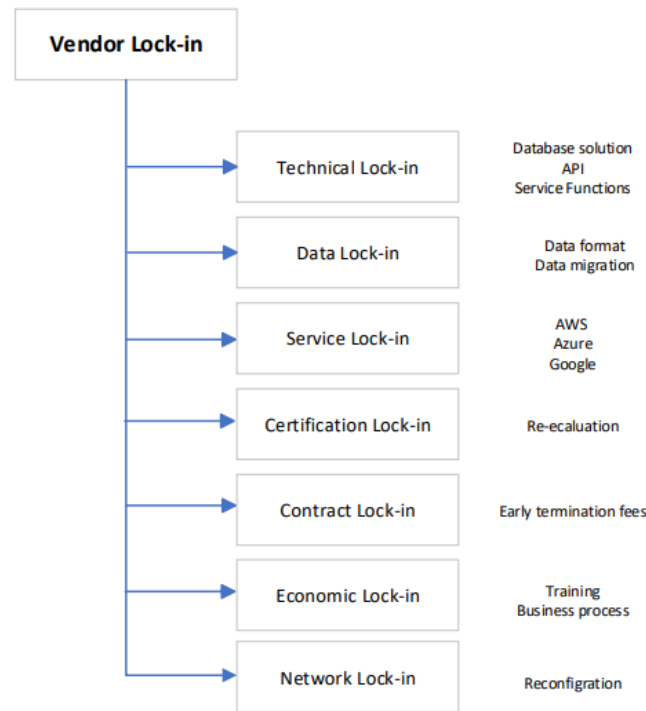 Vendor Lock-in
Technical Lock-in
Database solution
API
Service Functions
Data Lock-in
Data format
Data migration
Service Lock-in
AWS
Azure
Google
Certification Lock-in
Re-ecaluation
Contract Lock-in
Early termination fees
Economic Lock-in
Training
Business process
Network Lock-in
Reconfigration